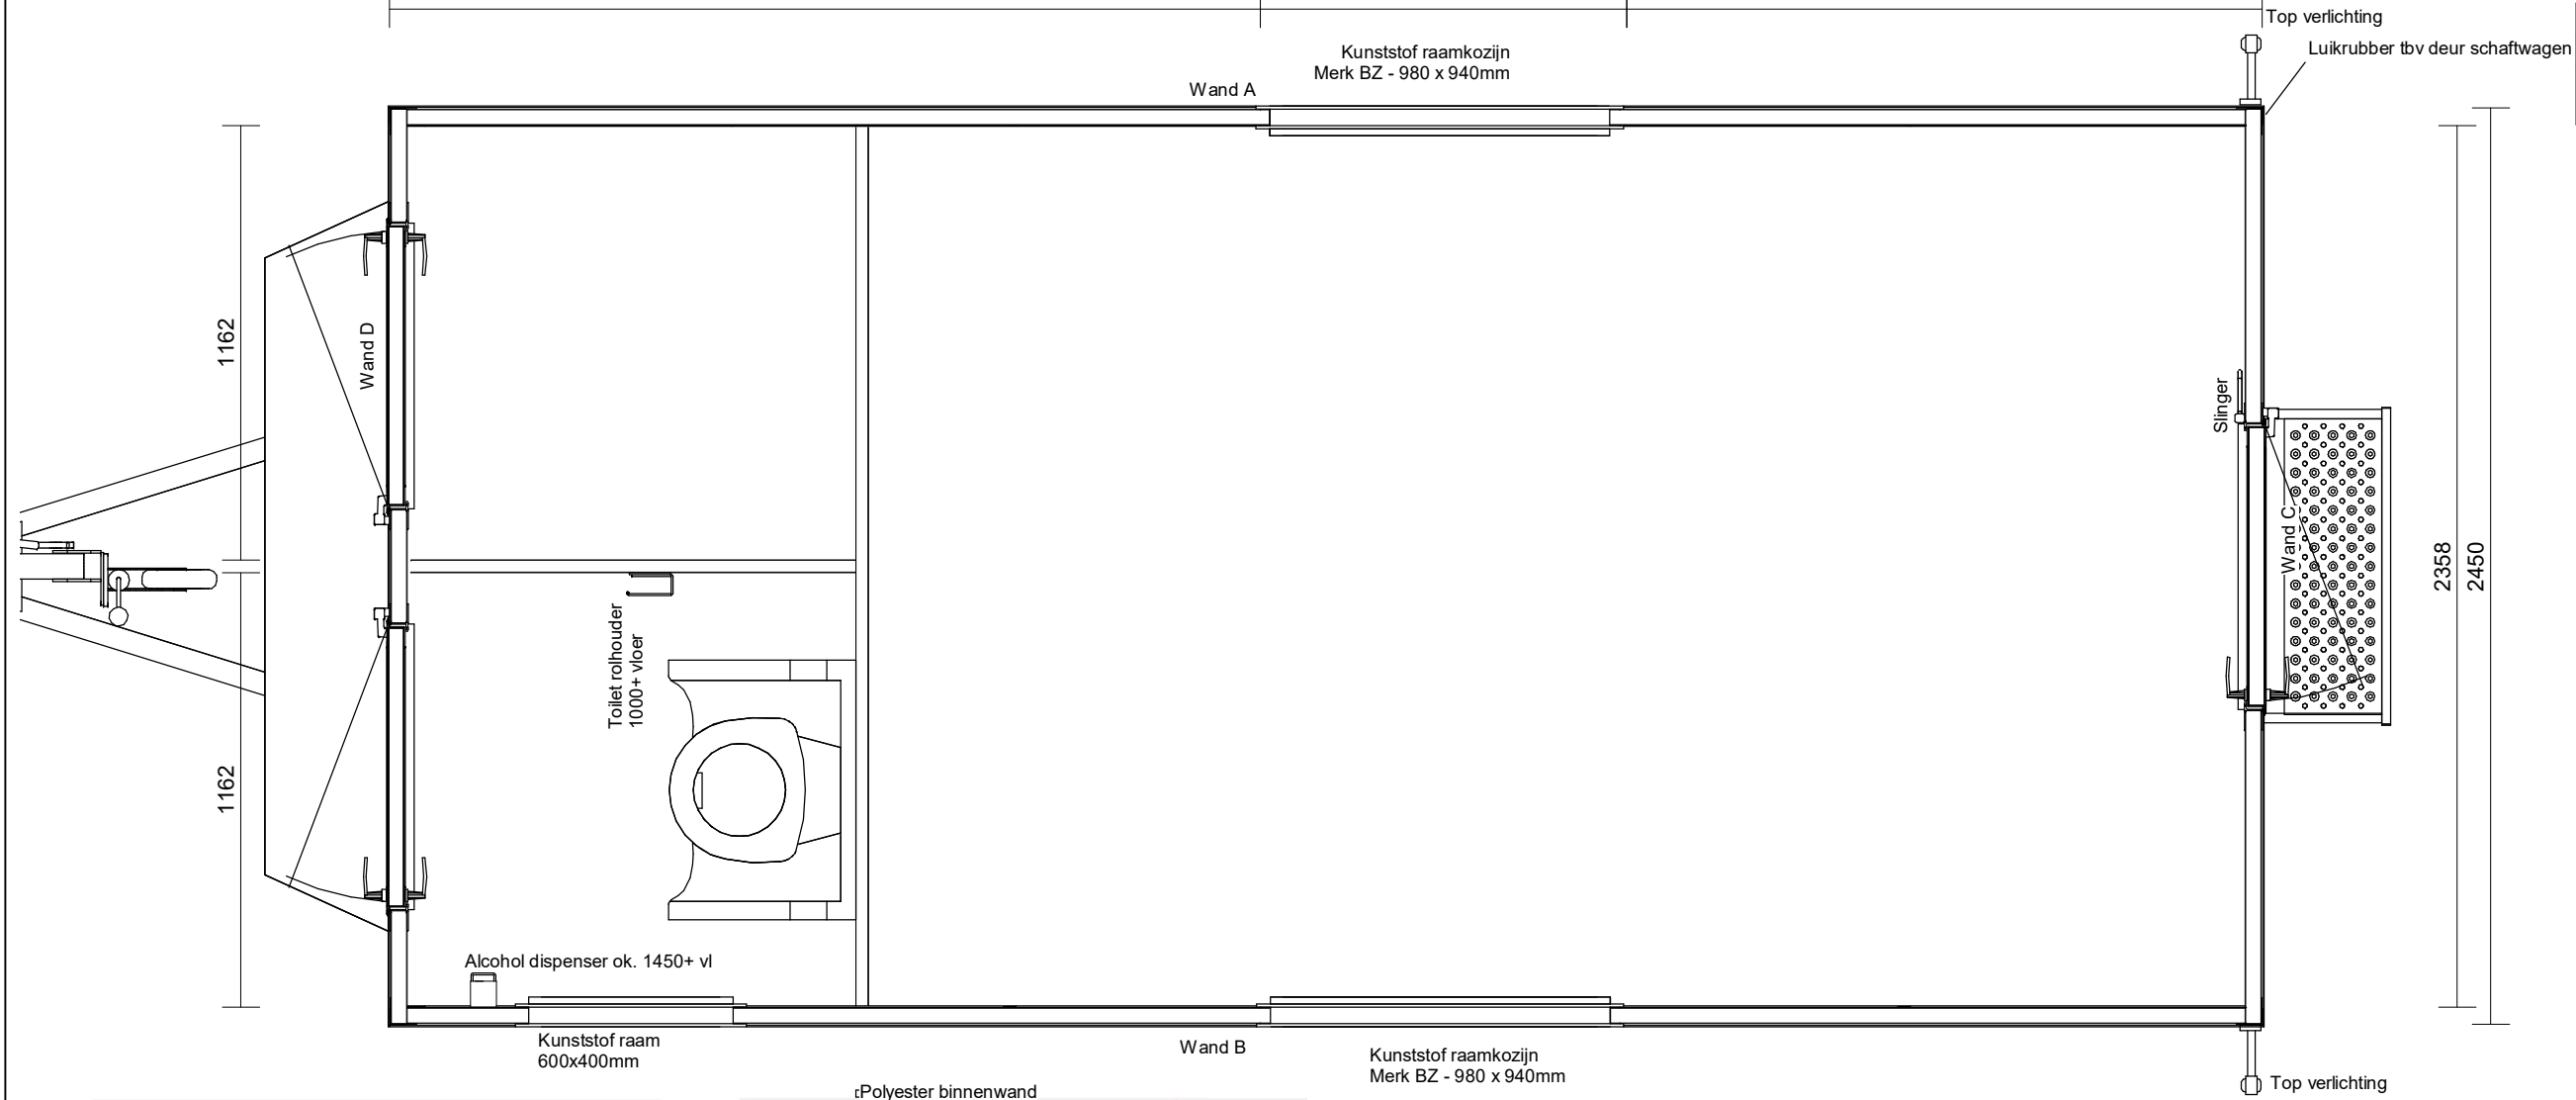 Top verlichting
Luikrubber tbv deur schaftwagen
Kunststof raamkozijn
Merk BZ - 980 x 940mm
Wand A
1162
Wand D
Slinger
Wand C
2358
2450
Toilet rolhouder
1000+ vloer
1162
Alcohol dispenser ok. 1450+ vl
Kunststof raam
600x400mm
Wand B
Kunststof raamkozijn
Merk BZ - 980 x 940mm
Top verlichting
Polyester binnenwand